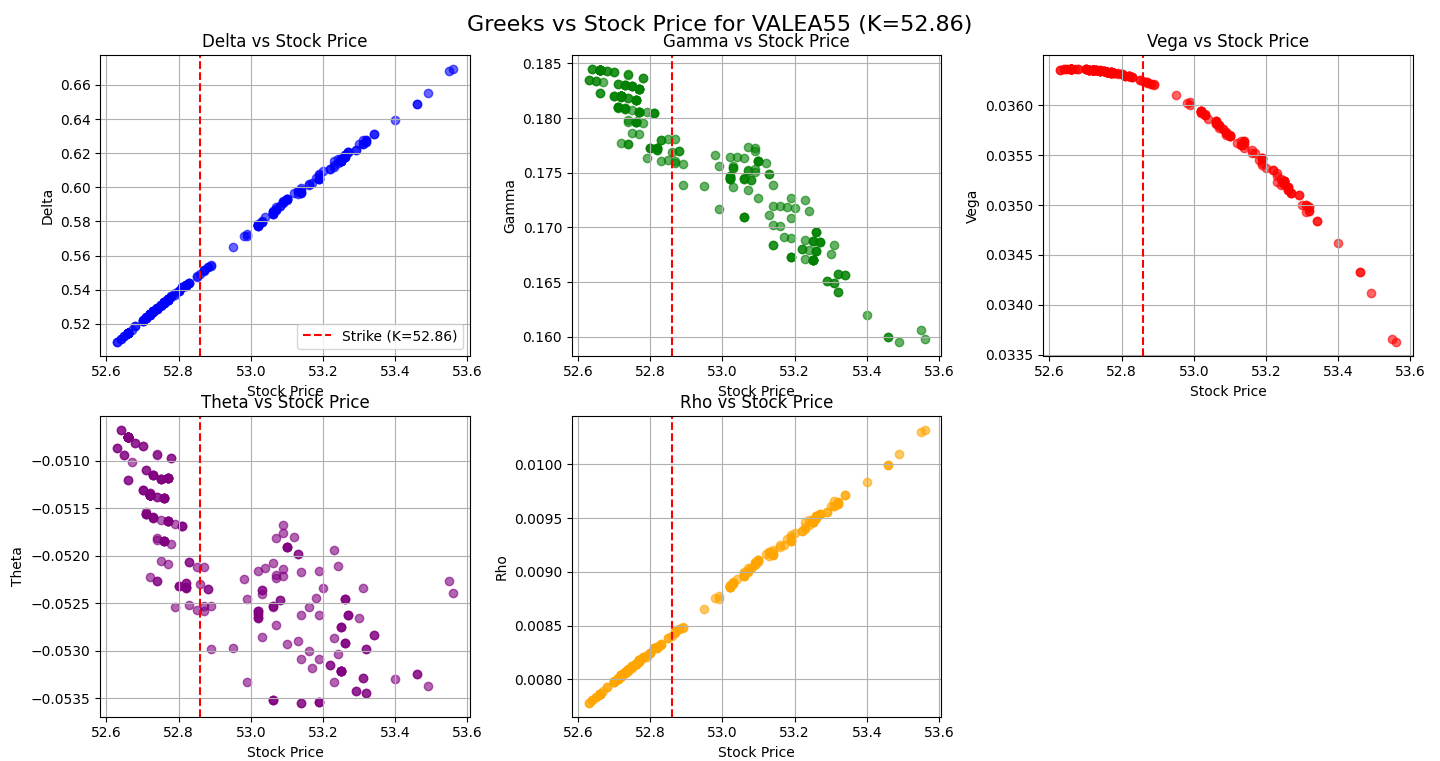 Greeks vs Stock Price for VALEA55 (K=52.86)
Delta vs Stock Price
Delta
0.66
0.64
0.62
0.60
0.58
0.56
0.54
0.52
Strike (K=52.86)
52.6 52.8 53.0 53.2 53.4 53.6
Stock Price
Gamma vs Stock Price
Gamma
0.185
0.180
0.175
0.170
0.165
0.160
52.6 52.8 53.0 53.2 53.4 53.6
Stock Price
Vega vs Stock Price
Vega
0.0360
0.0355
0.0350
0.0345
0.0340
0.0335
52.6 52.8 53.0 53.2 53.4 53.6
Stock Price
Theta vs Stock Price
Theta
−0.0510
−0.0515
−0.0520
−0.0525
−0.0530
−0.0535
52.6 52.8 53.0 53.2 53.4 53.6
Stock Price
Rho vs Stock Price
Rho
0.0100
0.0095
0.0090
0.0085
0.0080
52.6 52.8 53.0 53.2 53.4 53.6
Stock Price